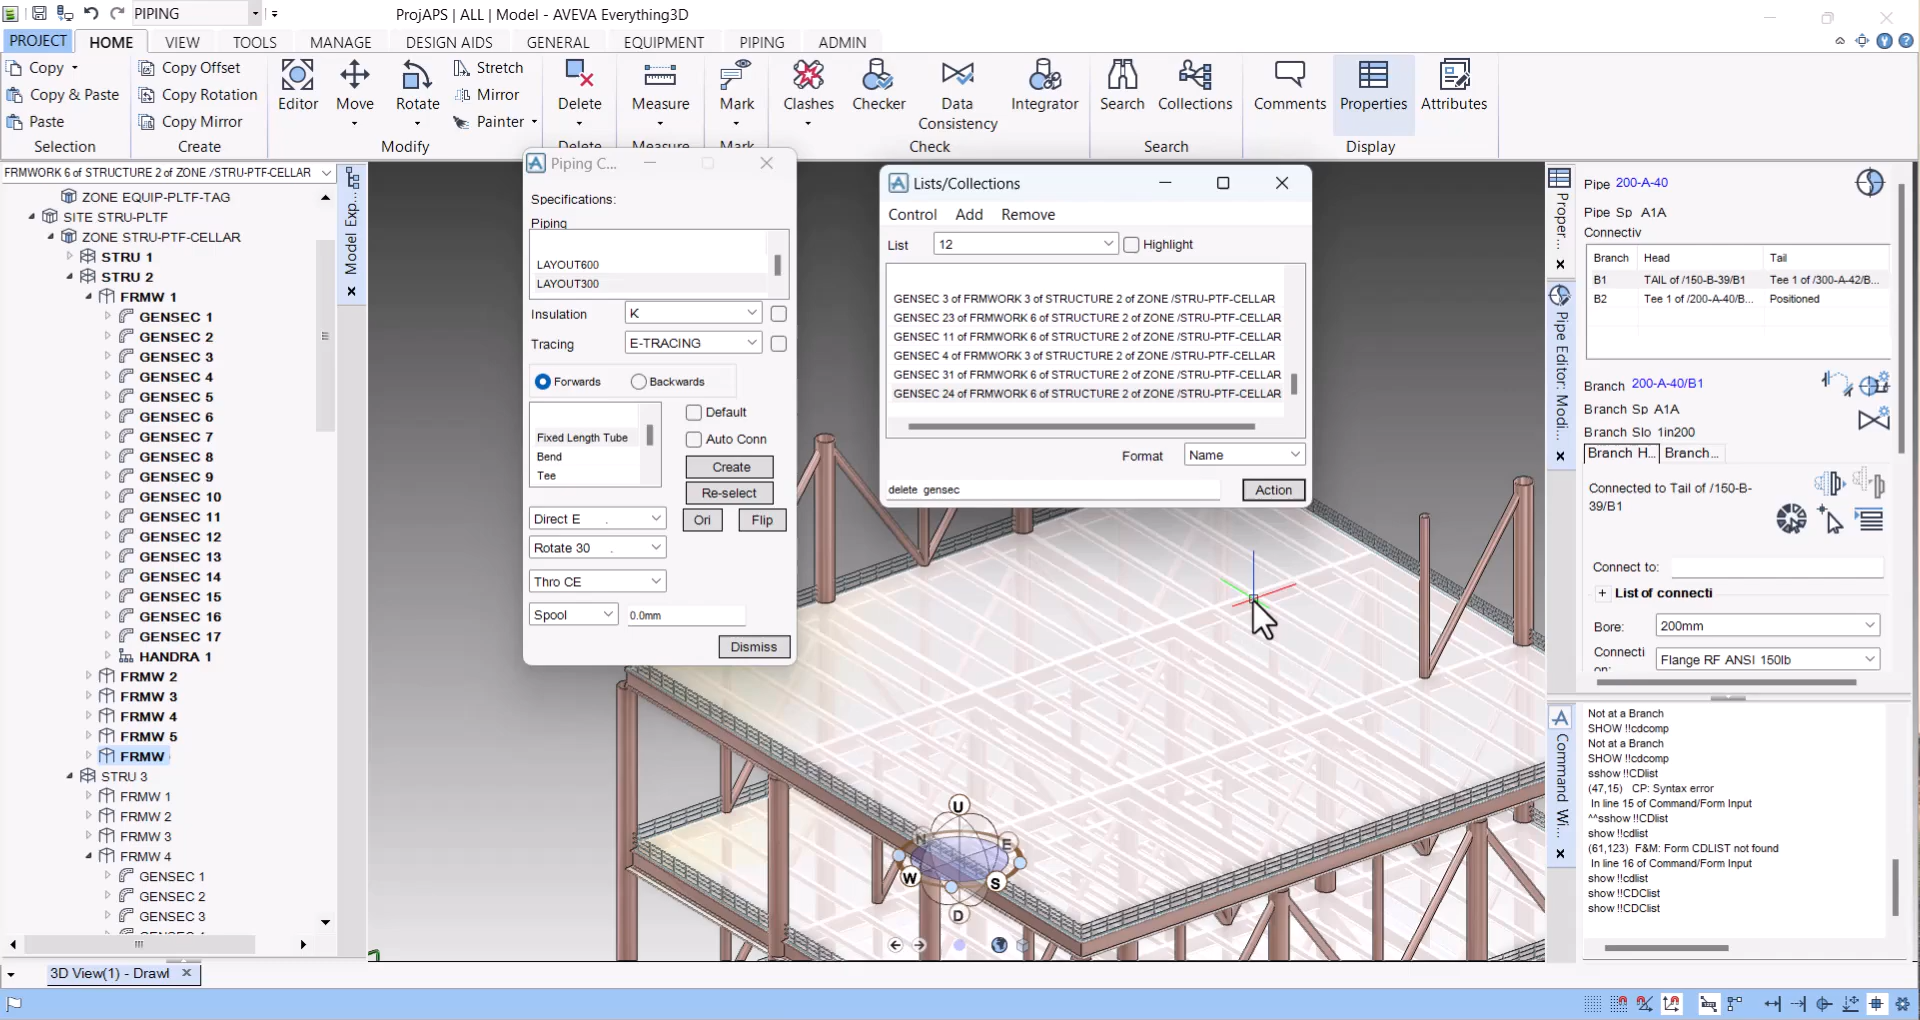 PIPING
ProjAPS | ALL | Model - AVEVA Everything3D
PROJECT
HOME
VIEW
TOOLS
MANAGE
DESIGN AIDS
GENERAL
EQUIPMENT
PIPING
ADMIN
Copy
Copy & Paste
Paste
Selection
Copy Offset
Copy Rotation
Copy Mirror
Create
Editor
Move
Rotate
Stretch
Mirror
Painter
Modify
Delete
Delete
Measure
Measure
Mark
Mark
Clashes
Checker
Data
Consistency
Integrator
Check
Search
Collections
Search
Comments
Properties
Attributes
Display
FRMWORK 6 of STRUCTURE 2 of ZONE /STRU-PTF-CELLAR
ZONE EQUIP-PLTF-TAG
SITE STRU-PLTF
ZONE STRU-PTF-CELLAR
STRU 1
STRU 2
FRMW 1
GENSEC 1
GENSEC 2
GENSEC 3
GENSEC 4
GENSEC 5
GENSEC 6
GENSEC 7
GENSEC 8
GENSEC 9
GENSEC 10
GENSEC 11
GENSEC 12
GENSEC 13
GENSEC 14
GENSEC 15
GENSEC 16
GENSEC 17
HANDRA 1
FRMW 2
FRMW 3
FRMW 4
FRMW 5
FRMW
STRU 3
FRMW 1
FRMW 2
FRMW 3
FRMW 4
GENSEC 1
GENSEC 2
GENSEC 3
Model Exp...
Piping C...
Specifications:
Piping
LAYOUT600
LAYOUT300
Insulation
K
Tracing
E-TRACING
Forwards
Backwards
Fixed Length Tube
Bend
Tee
Default
Auto Conn
Create
Re-select
Direct E .
Ori
Flip
Rotate 30 .
Thro CE
Spool
0.0mm
Dismiss
Lists/Collections
Control
Add
Remove
List
12
Highlight
GENSEC 3 of FRMWORK 3 of STRUCTURE 2 of ZONE /STRU-PTF-CELLAR
GENSEC 23 of FRMWORK 6 of STRUCTURE 2 of ZONE /STRU-PTF-CELLAR
GENSEC 11 of FRMWORK 6 of STRUCTURE 2 of ZONE /STRU-PTF-CELLAR
GENSEC 4 of FRMWORK 3 of STRUCTURE 2 of ZONE /STRU-PTF-CELLAR
GENSEC 31 of FRMWORK 6 of STRUCTURE 2 of ZONE /STRU-PTF-CELLAR
GENSEC 24 of FRMWORK 6 of STRUCTURE 2 of ZONE /STRU-PTF-CELLAR
Format
Name
delete gensec
Action
U
N
E
W
S
D
Proper...
Pipe Editor: Modi...
Pipe 200-A-40
Pipe Sp A1A
Connectiv
Branch Head Tail
B1 TAIL of /150-B-39/B1 Tee 1 of /300-A-42/B...
B2 Tee 1 of /200-A-40/B... Positioned
Branch 200-A-40/B1
Branch Sp A1A
Branch Slo 1in200
Branch H...
Branch...
Connected to Tail of /150-B-
39/B1
Connect to:
+ List of connecti
Bore:
200mm
Connecti
on:
Flange RF ANSI 150lb
Command Wi...
Not at a Branch
SHOW !!cdcomp
Not at a Branch
SHOW !!cdcomp
sshow !!CDlist
(47,15) CP: Syntax error
In line 15 of Command/Form Input
^^sshow !!CDlist
show !!cdlist
(61,123) F&M: Form CDLIST not found
In line 16 of Command/Form Input
show !!cdlist
show !!CDClist
show !!CDClist
3D View(1) - Drawl